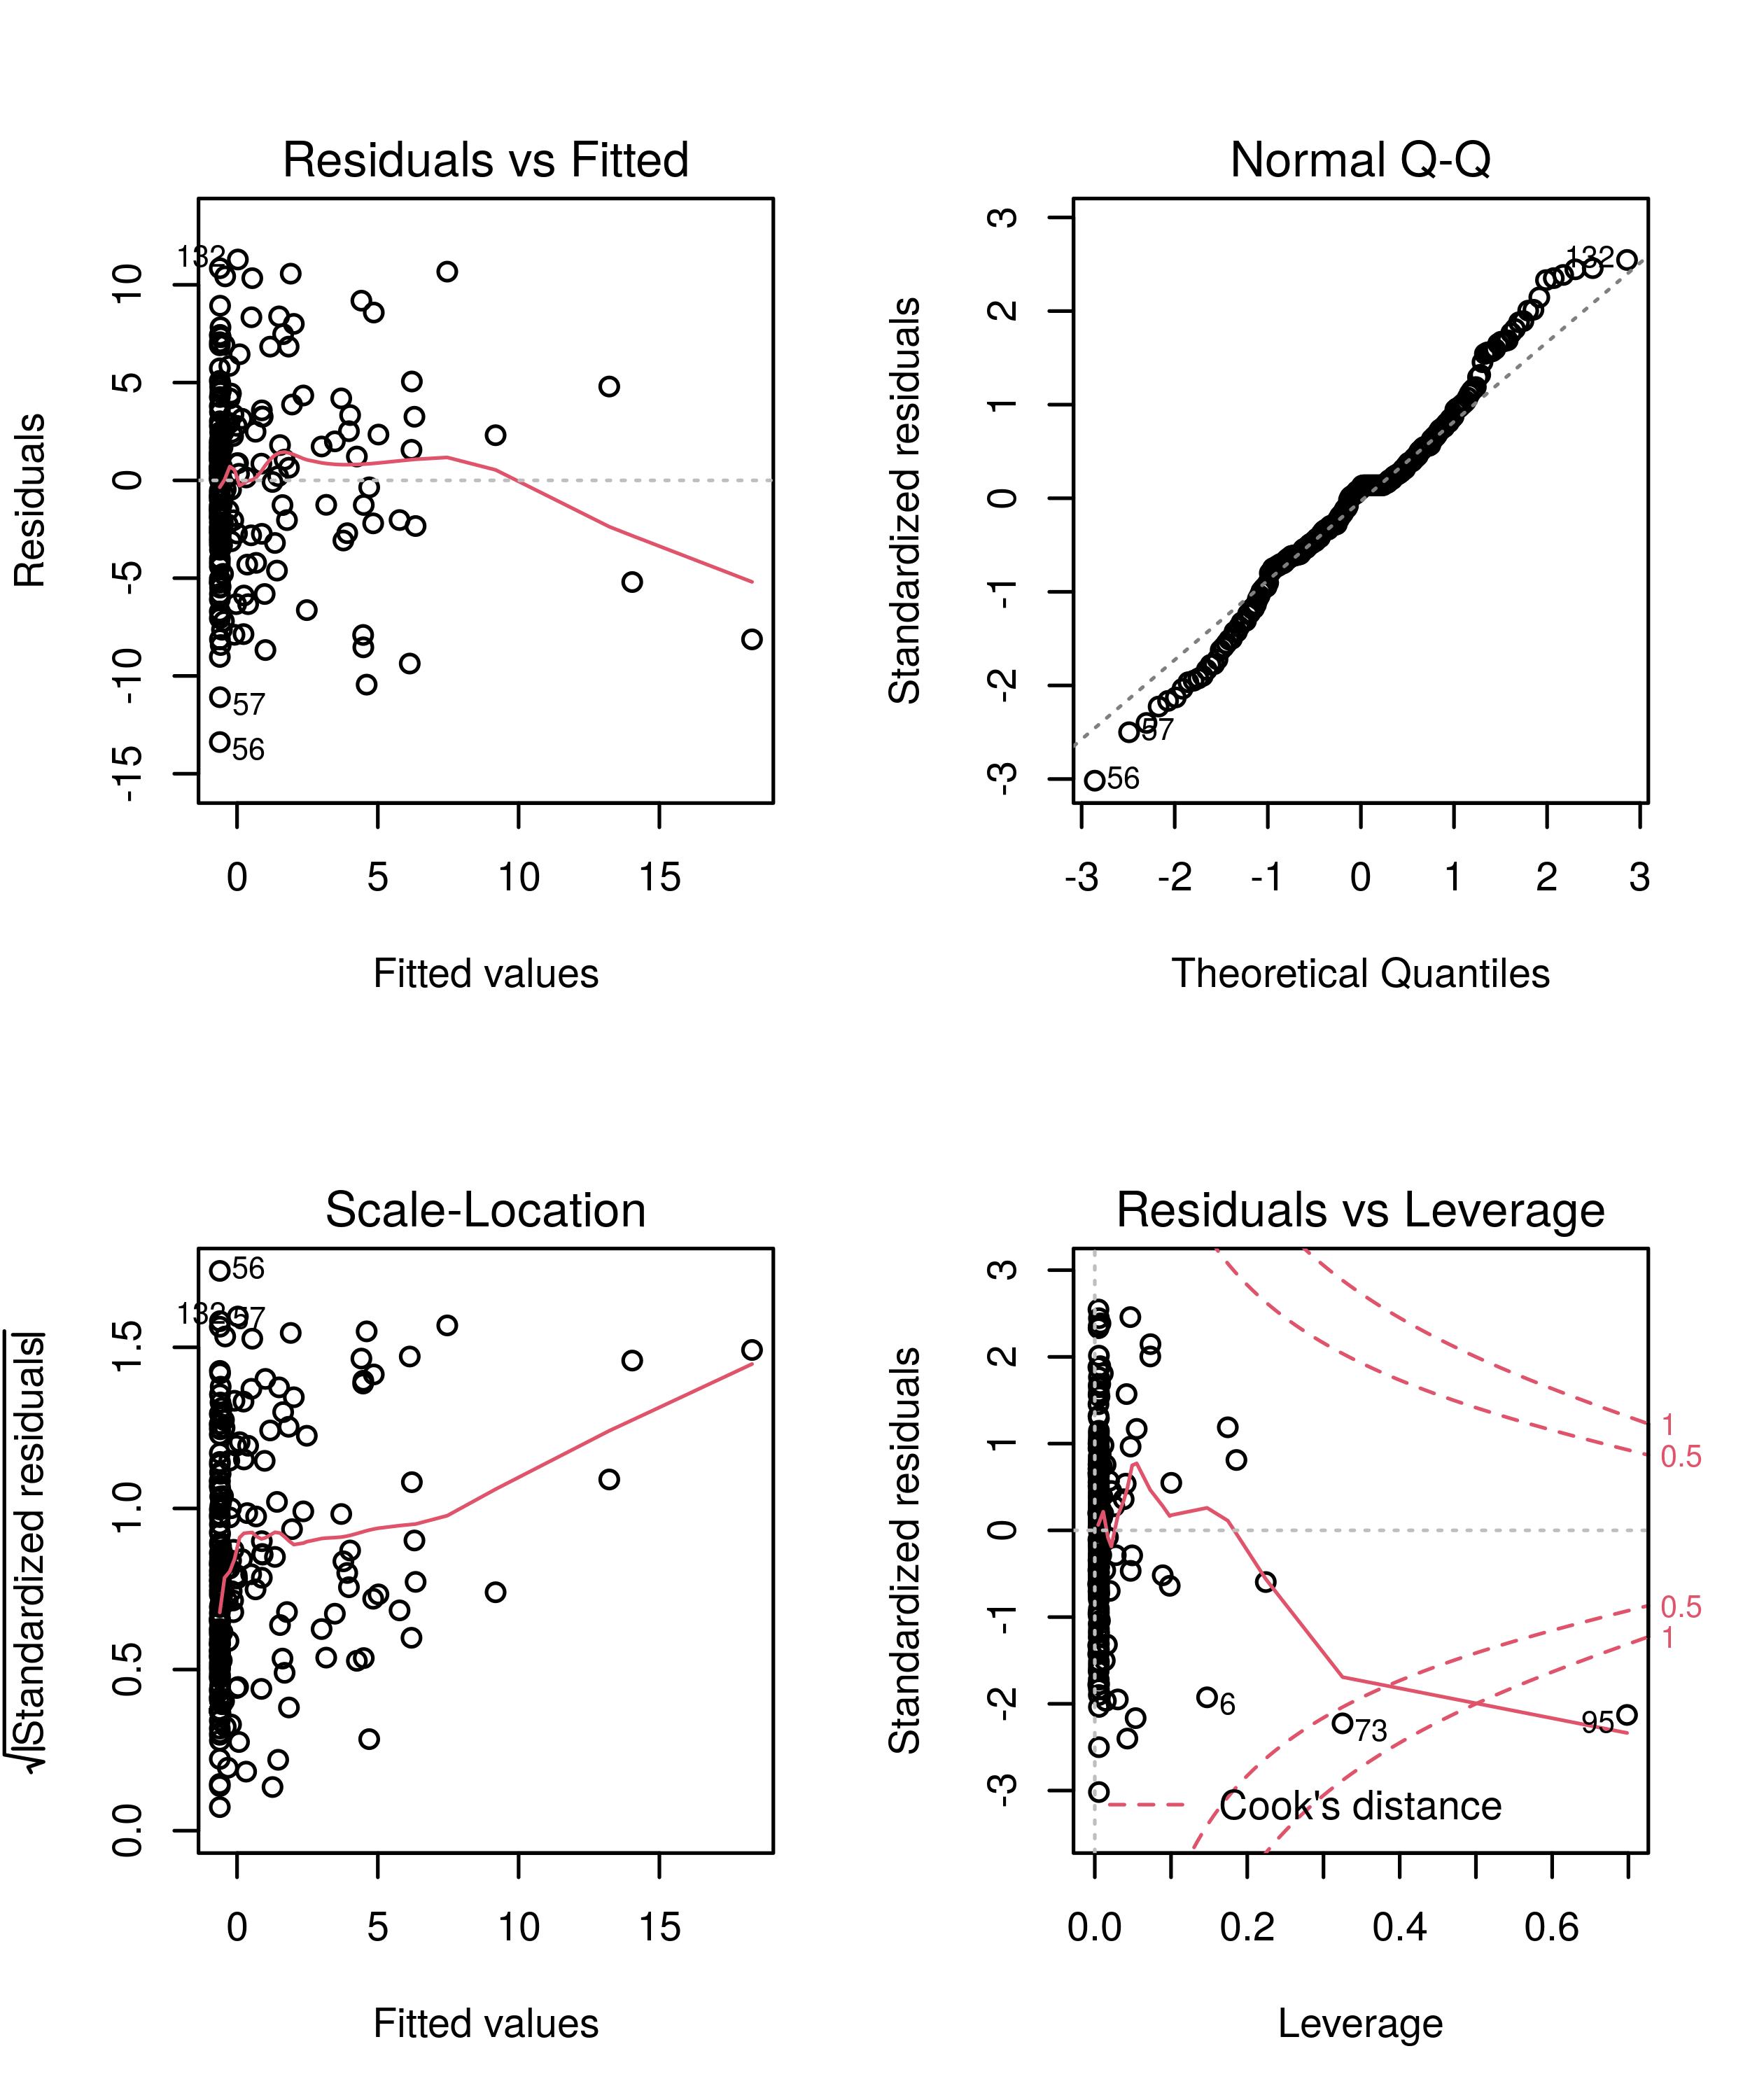 Residuals vs Fitted
Residuals
10
5
0
-5
-10
-15
132
57
56
0 5 10 15
Fitted values
Normal Q-Q
Standardized residuals
3
2
1
0
-1
-2
-3
132
57
56
-3 -2 -1 0 1 2 3
Theoretical Quantiles
Scale-Location
√|Standardized residuals|
1.5
1.0
0.5
0.0
56
132 57
0 5 10 15
Fitted values
Residuals vs Leverage
Standardized residuals
3
2
1
0
-1
-2
-3
1
0.5
0.5
1
6
73
95
Cook's distance
0.0 0.2 0.4 0.6
Leverage